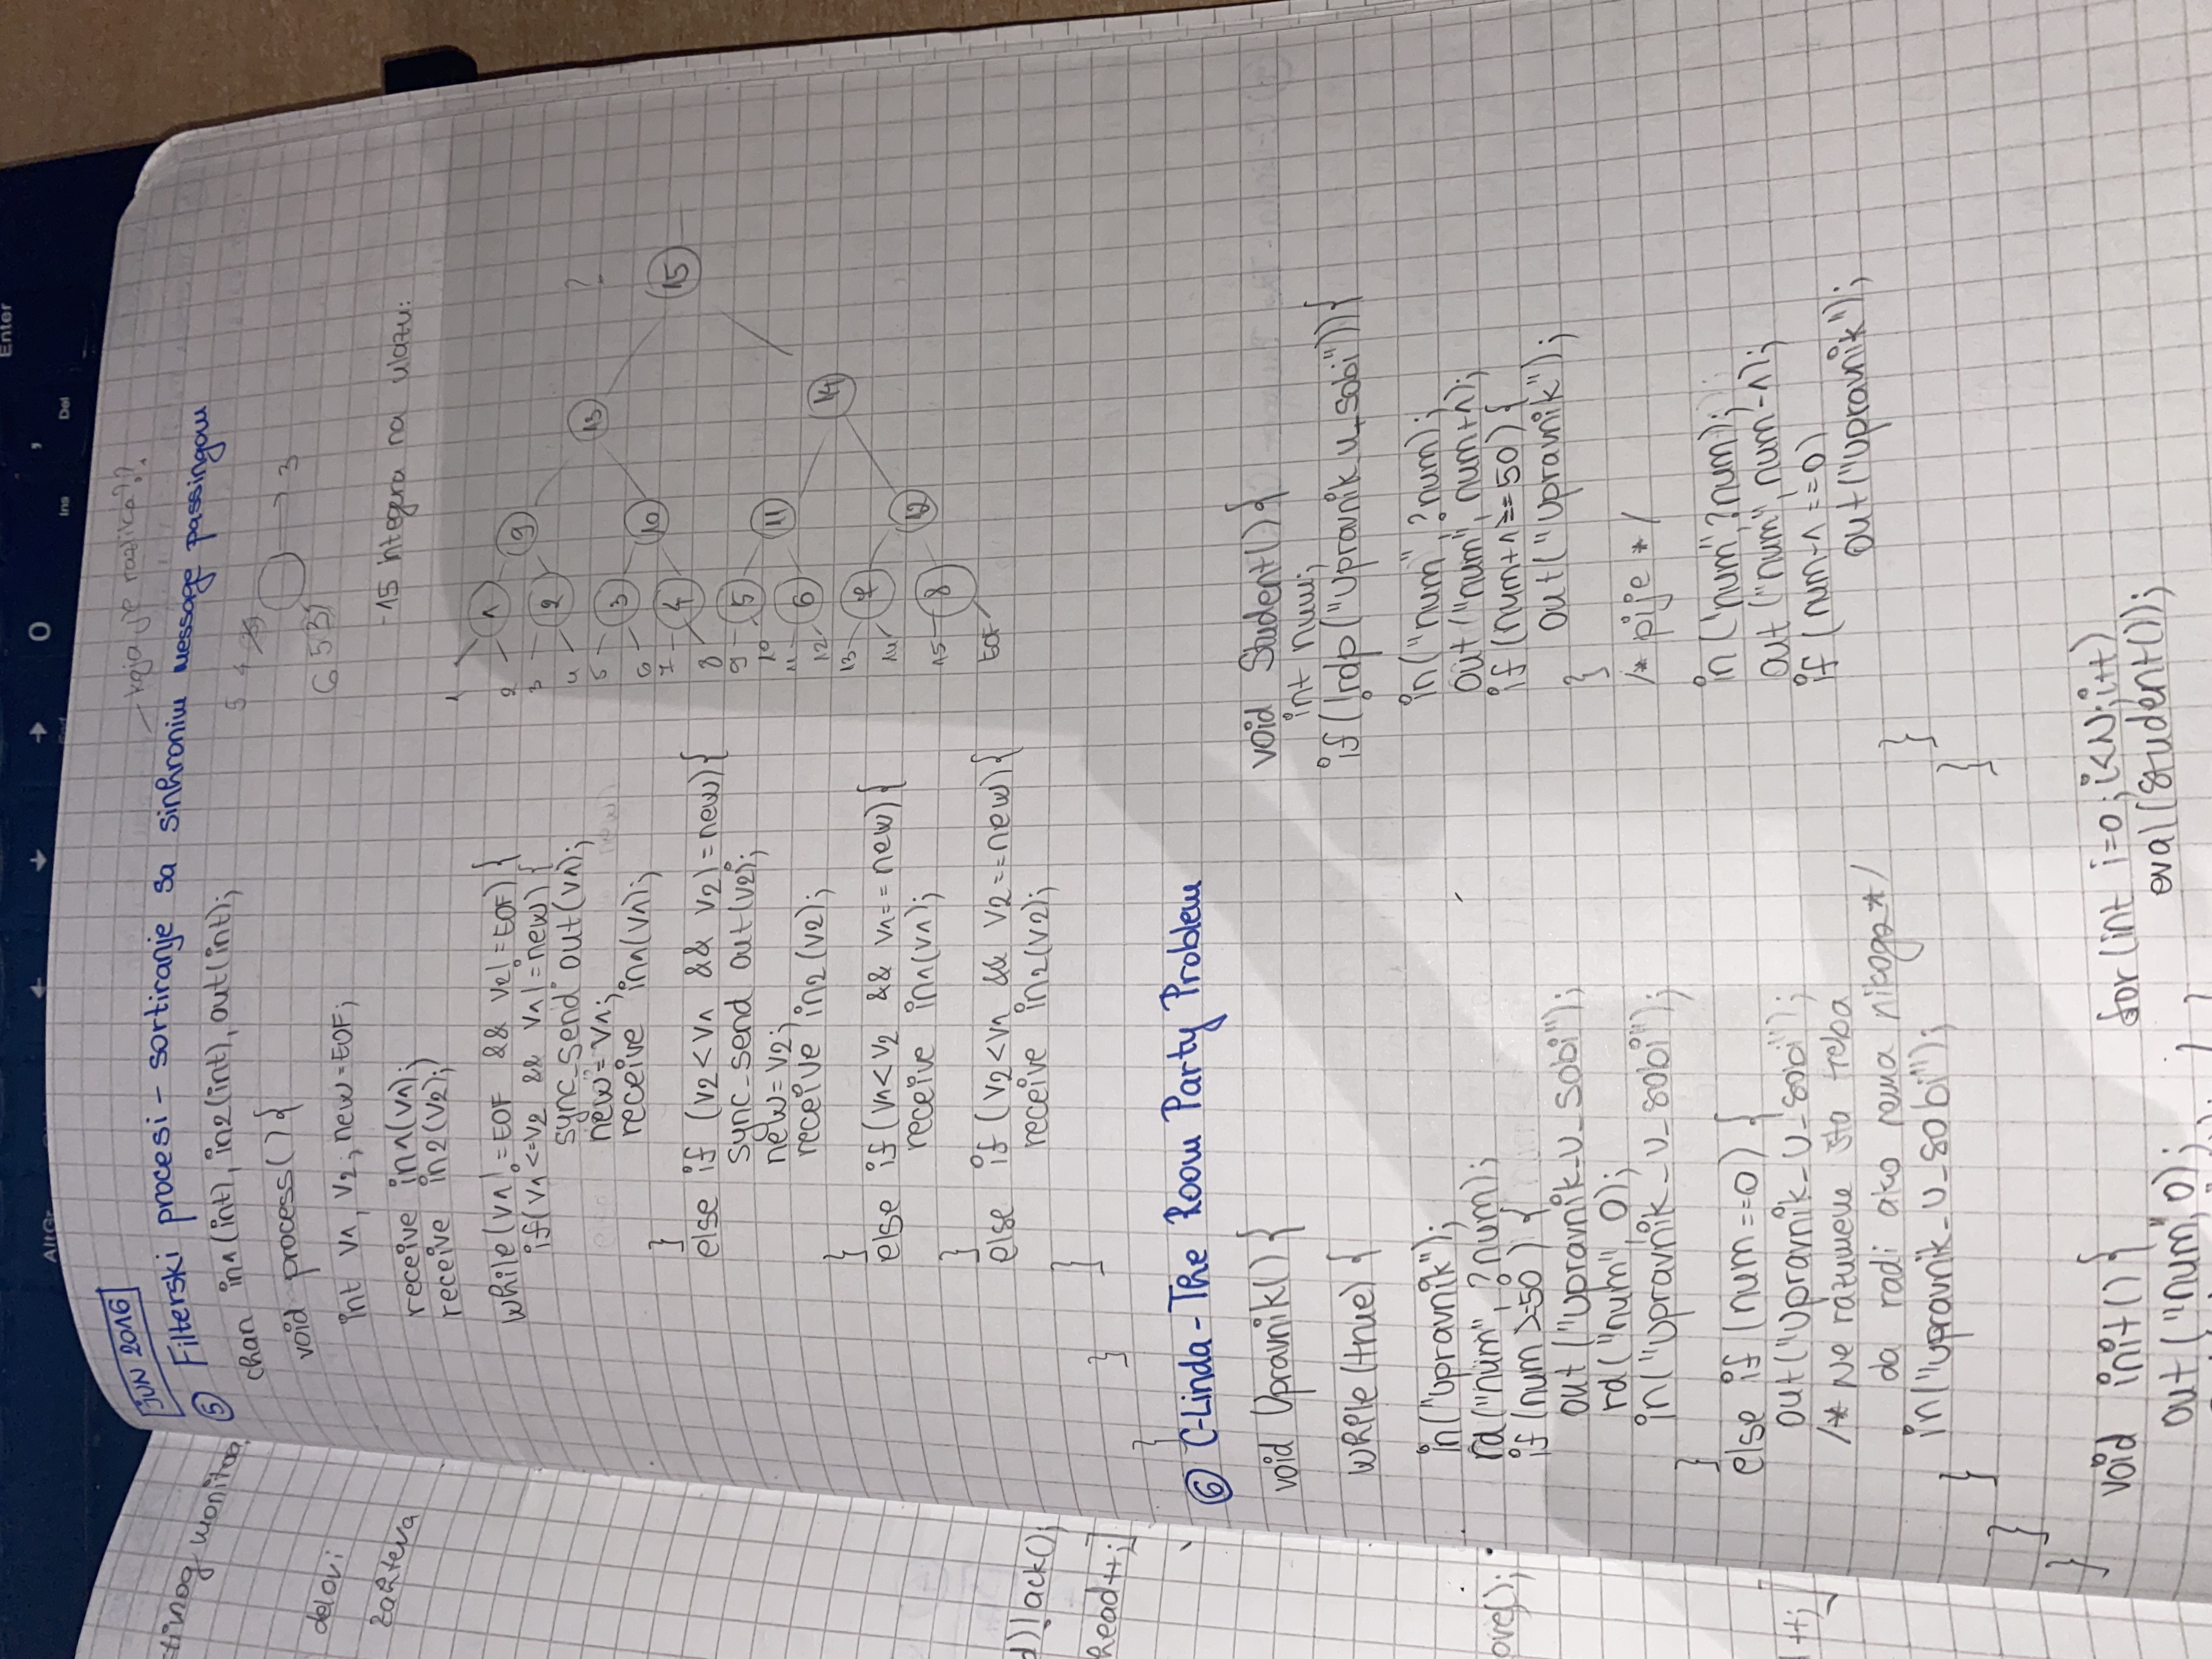 Enter
AltGr
0
,
Ins
Del
JUN 2016
- koja je razlika??
⑤ Filterski procesi - sortiranje sa sinhronim message passingom
chan in1(int), in2(int), out(int);
void process(){
int v1, v2, new=EOF;
receive in1(v1);
receive in2(v2);
while(v1!=EOF && v2!=EOF){
if(v1<=v2 && v1!=new){
sync_send out(v1);
new=v1;
receive in1(v1);
}
else if (v2<v1 && v2!=new){
sync_send out(v2);
new=v2;
receive in2(v2);
}
else if(v1<v2 && v1==new){
receive in1(v1);
}
else if(v2<v1 && v2==new){
receive in2(v2);
}
}
}
5 4
3
6 5 3
-15 integera na ulazu:
1
2
3
4
5
6
7
8
9
10
11
12
13
14
15
EOF
1
2
3
4
5
6
7
8
9
10
11
12
13
14
15
?
⑥ C-Linda - The Room Party Problem
void Upravnik(){
while(true){
in("upravnik");
rd("num", ?num);
if(num>=50){
out("upravnik_u_sobi");
rd("num", 0);
in("upravnik_u_sobi");
}
else if(num==0){
out("upravnik_u_sobi");
/* Ne razumem sta treba
da radi ako nema nikoga */
in("upravnik_u_sobi");
}
}
}
void Student(){
int num;
if(!rdp("upravnik_u_sobi")){
in("num", ?num);
out("num", num+1);
if(num+1>=50){
out("upravnik");
}
/* pije */
in("num", ?num);
out("num", num-1);
if(num-1==0)
out("upravnik");
}
}
void init(){
out("num", 0);
for(int i=0; i<N; i++)
eval(student());
delovi
zahteva
ack();
head++;]